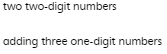 two two-digit numbers
adding three one-digit numbers